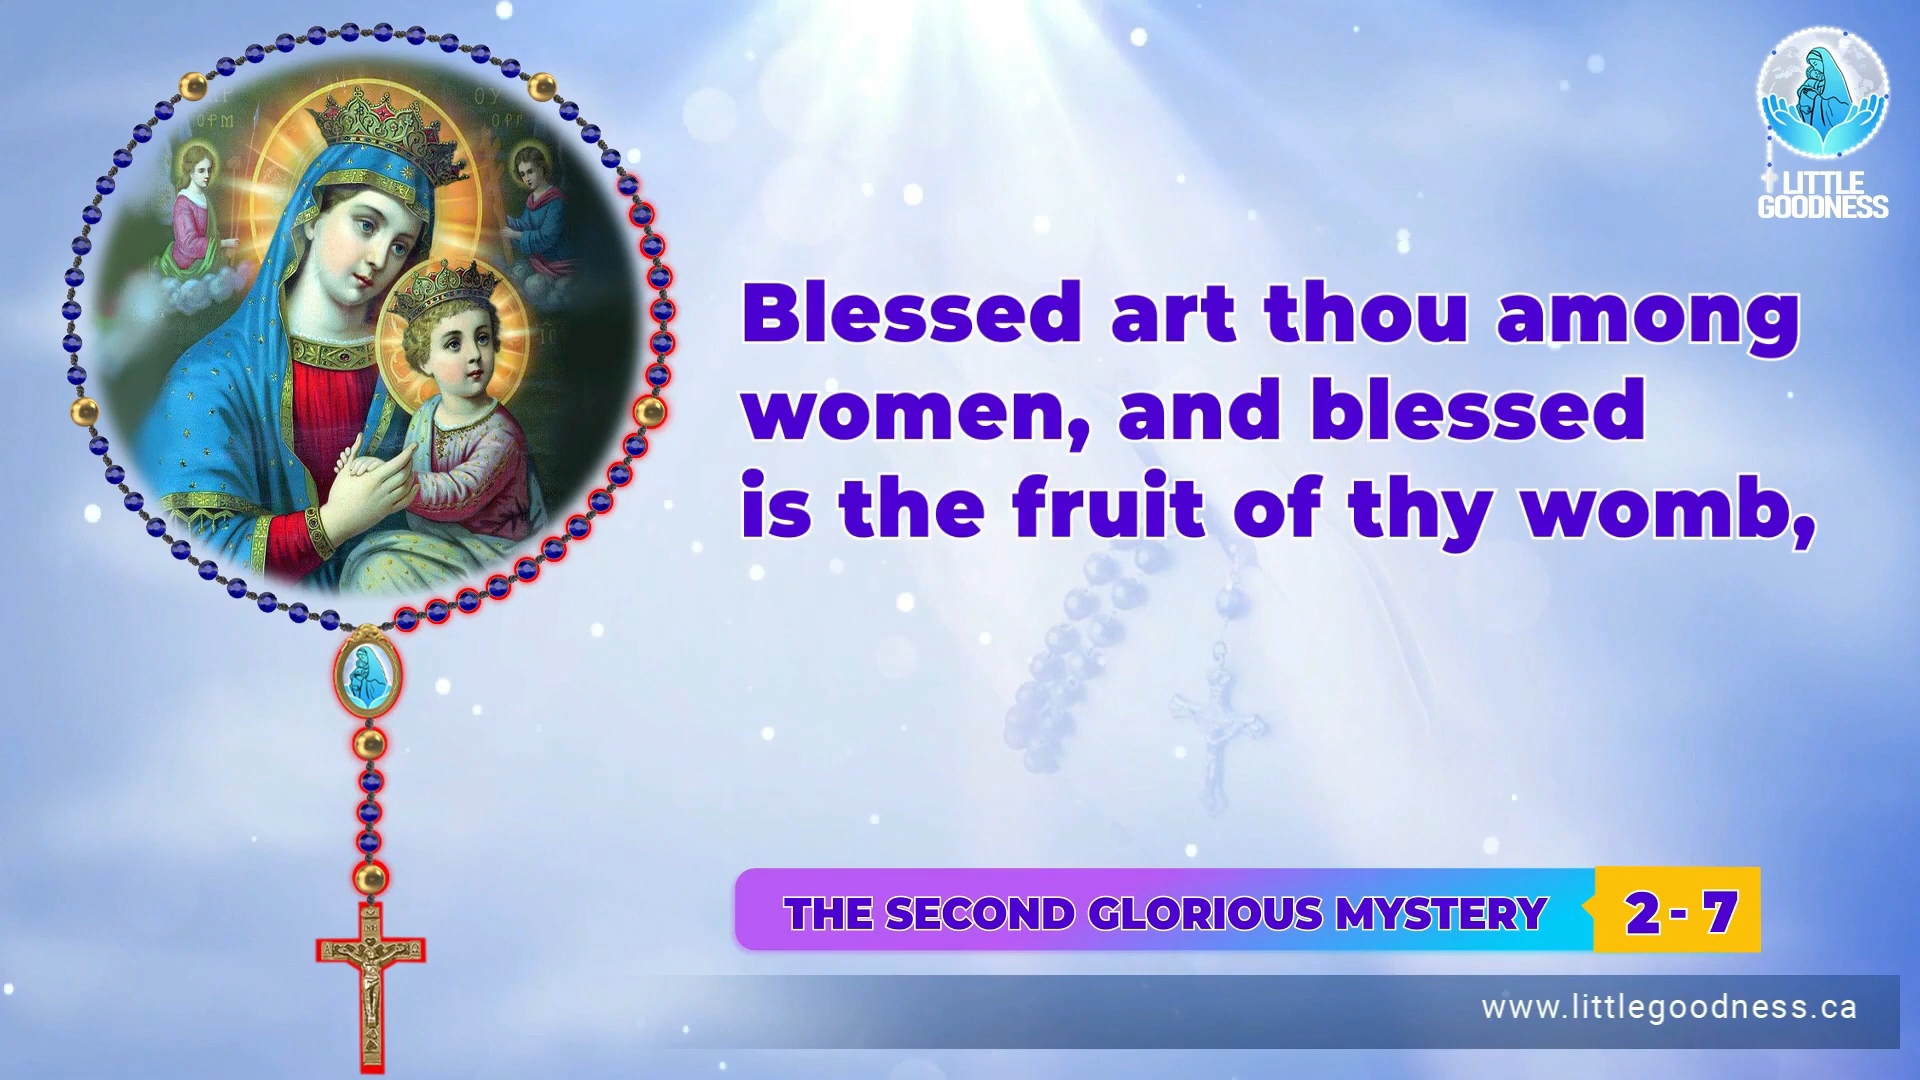 LITTLE
GOODNESS
Blessed art thou among
women, and blessed
is the fruit of thy womb,
THE SECOND GLORIOUS MYSTERY
2 - 7
www.littlegoodness.ca